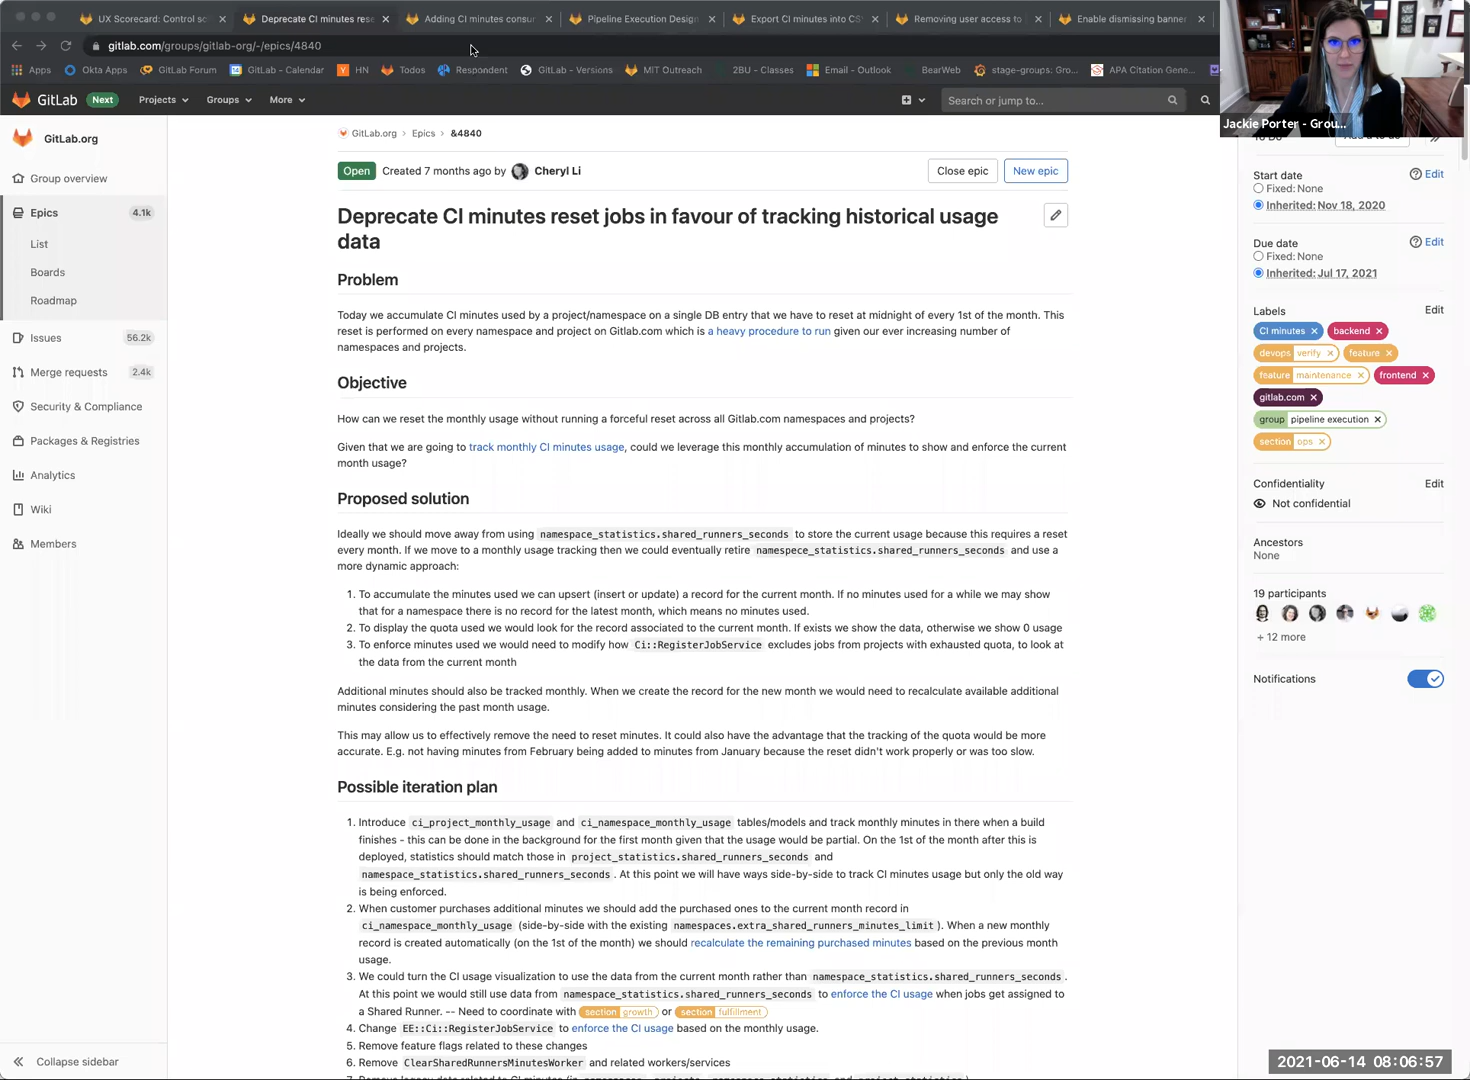 UX Scorecard: Control sc
Deprecate CI minutes rese
Adding CI minutes consur
Pipeline Execution Design
Export CI minutes into CS
Removing user access to
Enable dismissing banner
gitlab.com/groups/gitlab-org/-/epics/4840
Apps
Okta Apps
GitLab Forum
GitLab - Calendar
HN
Todos
Respondent
GitLab - Versions
MIT Outreach
2BU - Classes
Email - Outlook
BearWeb
stage-groups: Gro...
APA Citation Gene...
GitLab
Next
Projects
Groups
More
Search or jump to...
Jackie Porter - Grou...
GitLab.org
Group overview
Epics
4.1k
List
Boards
Roadmap
Issues
56.2k
Merge requests
2.4k
Security & Compliance
Packages & Registries
Analytics
Wiki
Members
Collapse sidebar
GitLab.org > Epics > &4840
Open Created 7 months ago by Cheryl Li
Close epic
New epic
Deprecate CI minutes reset jobs in favour of tracking historical usage
data
Problem
Today we accumulate CI minutes used by a project/namespace on a single DB entry that we have to reset at midnight of every 1st of the month. This
reset is performed on every namespace and project on Gitlab.com which is a heavy procedure to run given our ever increasing number of
namespaces and projects.
Objective
How can we reset the monthly usage without running a forceful reset across all Gitlab.com namespaces and projects?
Given that we are going to track monthly CI minutes usage, could we leverage this monthly accumulation of minutes to show and enforce the current
month usage?
Proposed solution
Ideally we should move away from using namespace_statistics.shared_runners_seconds to store the current usage because this requires a reset
every month. If we move to a monthly usage tracking then we could eventually retire namespece_statistics.shared_runners_seconds and use a
more dynamic approach:
1. To accumulate the minutes used we can upsert (insert or update) a record for the current month. If no minutes used for a while we may show
that for a namespace there is no record for the latest month, which means no minutes used.
2. To display the quota used we would look for the record associated to the current month. If exists we show the data, otherwise we show 0 usage
3. To enforce minutes used we would need to modify how Ci::RegisterJobService excludes jobs from projects with exhausted quota, to look at
the data from the current month
Additional minutes should also be tracked monthly. When we create the record for the new month we would need to recalculate available additional
minutes considering the past month usage.
This may allow us to effectively remove the need to reset minutes. It could also have the advantage that the tracking of the quota would be more
accurate. E.g. not having minutes from February being added to minutes from January because the reset didn't work properly or was too slow.
Possible iteration plan
1. Introduce ci_project_monthly_usage and ci_namespace_monthly_usage tables/models and track monthly minutes in there when a build
finishes - this can be done in the background for the first month given that the usage would be partial. On the 1st of the month after this is
deployed, statistics should match those in project_statistics.shared_runners_seconds and
namespace_statistics.shared_runners_seconds. At this point we will have ways side-by-side to track CI minutes usage but only the old way
is being enforced.
2. When customer purchases additional minutes we should add the purchased ones to the current month record in
ci_namespace_monthly_usage (side-by-side with the existing namespaces.extra_shared_runners_minutes_limit). When a new monthly
record is created automatically (on the 1st of the month) we should recalculate the remaining purchased minutes based on the previous month
usage.
3. We could turn the CI usage visualization to use the data from the current month rather than namespace_statistics.shared_runners_seconds.
At this point we would still use data from namespace_statistics.shared_runners_seconds to enforce the CI usage when jobs get assigned to
a Shared Runner. -- Need to coordinate with section growth or section fulfillment
4. Change EE::Ci::RegisterJobService to enforce the CI usage based on the monthly usage.
5. Remove feature flags related to these changes
6. Remove ClearSharedRunnersMinutesWorker and related workers/services
Start date
Edit
Fixed: None
Inherited: Nov 18, 2020
Due date
Edit
Fixed: None
Inherited: Jul 17, 2021
Labels
Edit
CI minutes × backend ×
devops verify × feature ×
feature maintenance × frontend ×
gitlab.com ×
group pipeline execution ×
section ops ×
Confidentiality
Edit
Not confidential
Ancestors
None
19 participants
+ 12 more
Notifications
2021-06-14 08:06:57